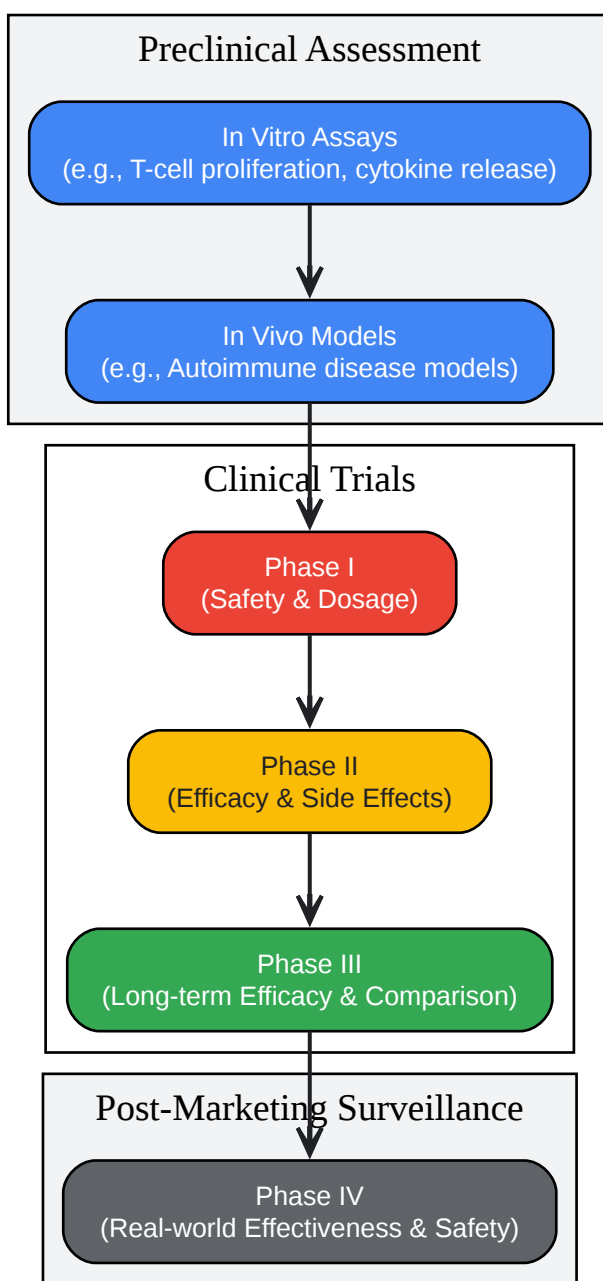 Preclinical Assessment
In Vitro Assays
(e.g., T-cell proliferation, cytokine release)
In Vivo Models
(e.g., Autoimmune disease models)
Clinical Trials
Phase I
(Safety & Dosage)
Phase II
(Efficacy & Side Effects)
Phase III
(Long-term Efficacy & Comparison)
Post-Marketing Surveillance
Phase IV
(Real-world Effectiveness & Safety)